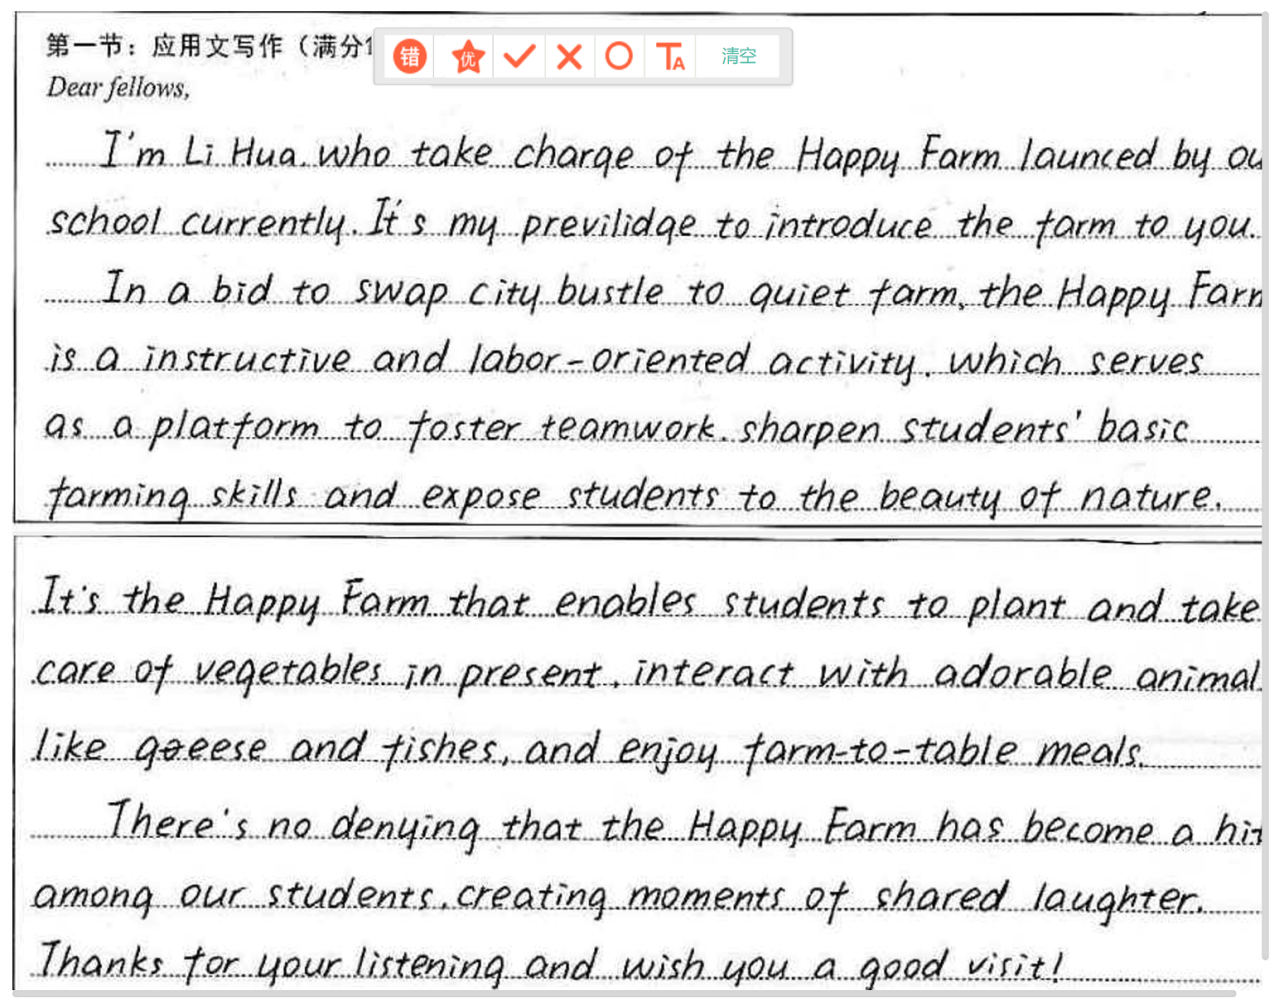 第一节：应用文写作（满分1
错 优 TA 清空
Dear fellows,
I'm Li Hua, who take charge of the Happy Farm launced by ou
school currently. It's my previlidge to introduce the farm to you.
In a bid to swap city bustle to quiet farm, the Happy Farm
is a instructive and labor-oriented activity, which serves
as a platform to foster teamwork, sharpen students' basic
farming skills and expose students to the beauty of nature.
It's the Happy Farm that enables students to plant and take
care of vegetables in present, interact with adorable animal
like geese and fishes, and enjoy farm-to-table meals.
There's no denying that the Happy Farm has become a hit
among our students, creating moments of shared laughter.
Thanks for your listening and wish you a good visit!